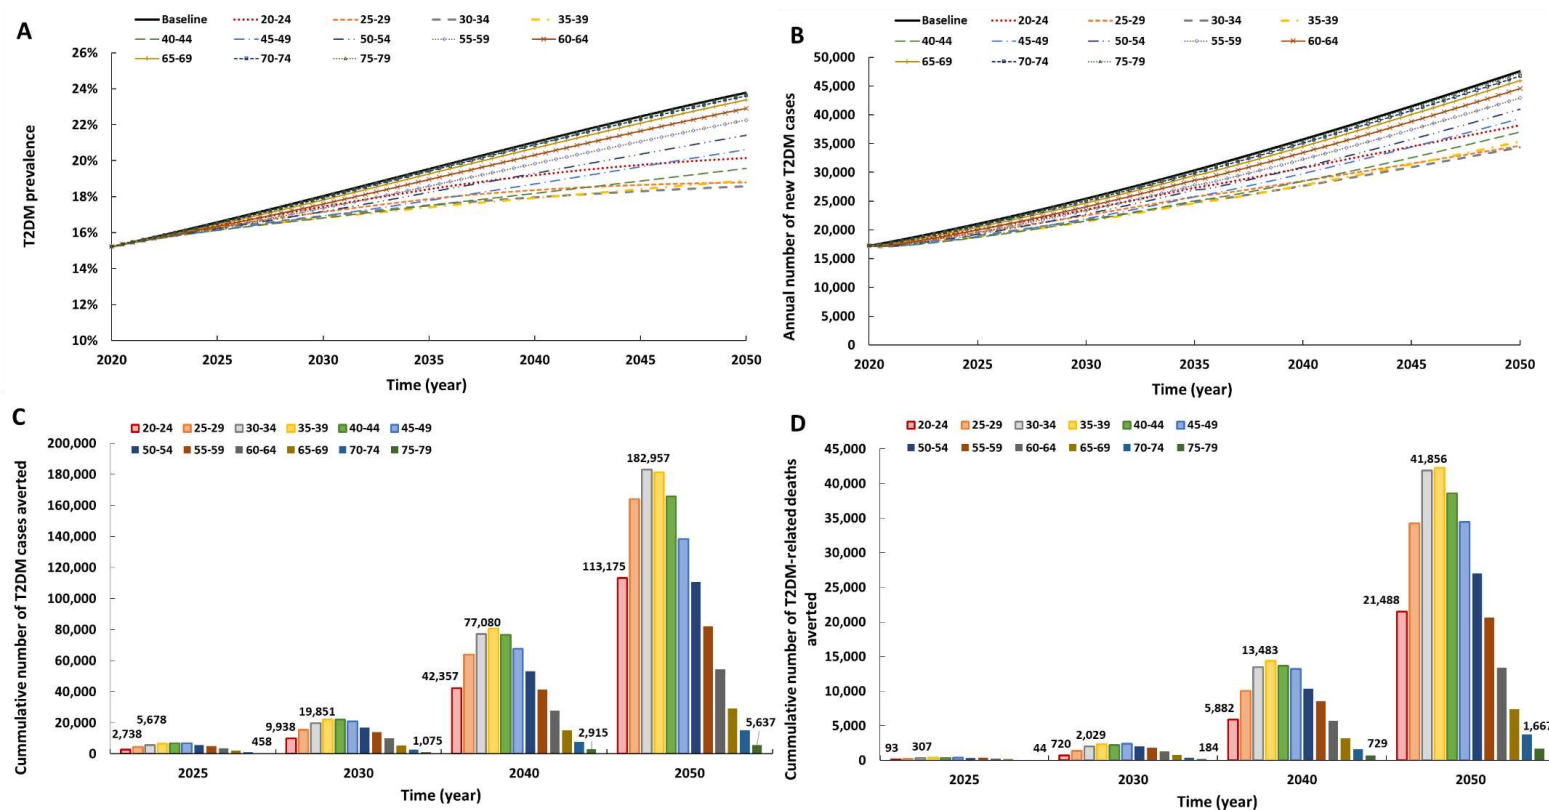 A
Baseline 20-24 25-29 30-34 35-39
40-44 45-49 50-54 55-59 60-64
65-69 70-74 75-79
26%
24%
22%
20%
18%
16%
14%
12%
10%
T2DM prevalence
2020 2025 2030 2035 2040 2045 2050
Time (year)
B
Baseline 20-24 25-29 30-34 35-39
40-44 45-49 50-54 55-59 60-64
65-69 70-74 75-79
50,000
45,000
40,000
35,000
30,000
25,000
20,000
15,000
10,000
5,000
0
Annual number of new T2DM cases
2020 2025 2030 2035 2040 2045 2050
Time (year)
C
20-24 25-29 30-34 35-39 40-44 45-49
50-54 55-59 60-64 65-69 70-74 75-79
200,000
180,000
160,000
140,000
120,000
100,000
80,000
60,000
40,000
20,000
0
Cummulative number of T2DM cases averted
2,738 5,678 458
9,938 19,851 1,075
42,357 77,080 2,915
113,175 182,957 5,637
2025 2030 2040 2050
Time (year)
D
20-24 25-29 30-34 35-39 40-44 45-49
50-54 55-59 60-64 65-69 70-74 75-79
45,000
40,000
35,000
30,000
25,000
20,000
15,000
10,000
5,000
0
Cummulative number of T2DM-related deaths
averted
93 307 44
720 2,029 184
5,882 13,483 729
21,488 41,856 1,667
2025 2030 2040 2050
Time (year)